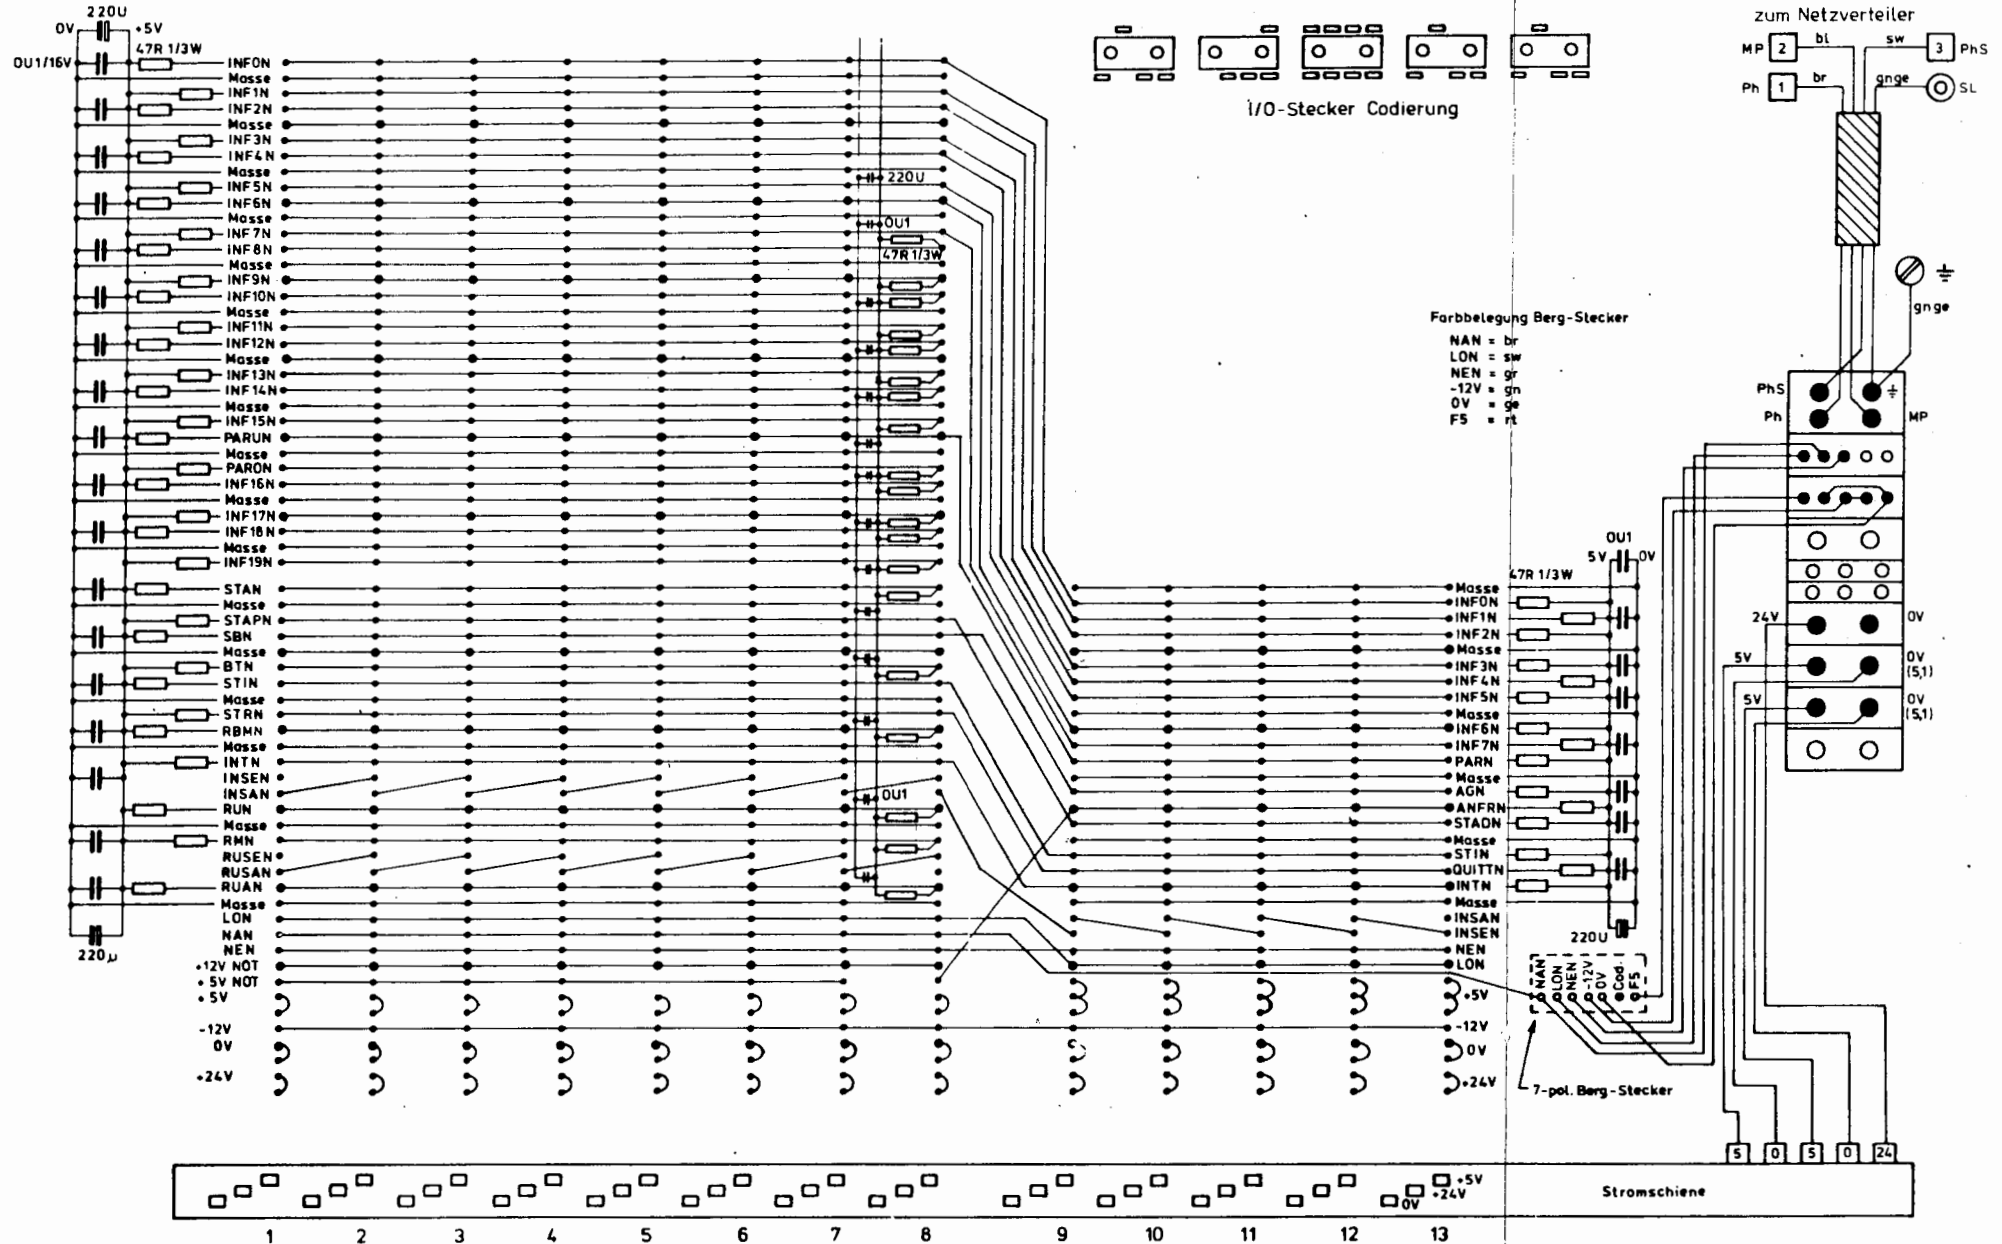 220U
0V
+5V
0U1/16V
47R 1/3W
INF0N
Masse
INF1N
INF2N
Masse
INF3N
INF4N
Masse
INF5N
INF6N
Masse
INF7N
INF8N
Masse
INF9N
INF10N
Masse
INF11N
INF12N
Masse
INF13N
INF14N
Masse
INF15N
PARUN
Masse
PARON
INF16N
Masse
INF17N
INF18N
Masse
INF19N
STAN
Masse
STAPN
SBN
Masse
BTN
STIN
Masse
STRN
RBMN
Masse
INTN
INSEN
INSAN
RUN
Masse
RMN
RUSEN
RUSAN
RUAN
Masse
LON
NAN
NEN
+12V NOT
+5V NOT
+5V
-12V
0V
+24V
220µ
220U
0U1
47R 1/3W
0U1
I/O-Stecker Codierung
zum Netzverteiler
MP 2 bl sw 3 PhS
Ph 1 br gnge SL
gnge
Farbbelegung Berg-Stecker
NAN = br
LON = sw
NEN = gr
-12V = gn
0V = ge
F5 = rt
PhS
Ph
MP
24V
0V
5V
0V
(5,1)
5V
0V
(5,1)
0U1
5V
0V
47R 1/3W
Masse
INF0N
INF1N
INF2N
Masse
INF3N
INF4N
INF5N
Masse
INF6N
INF7N
PARN
Masse
AGN
ANFRN
STADN
Masse
STIN
QUITTN
INTN
Masse
INSAN
INSEN
NEN
LON
+5V
-12V
0V
+24V
220U
NAN
LON
NEN
-12V
0V
Cod.
F5
7-pol. Berg-Stecker
5 0 5 0 24
+5V
+24V
0V
Stromschiene
1 2 3 4 5 6 7 8 9 10 11 12 13